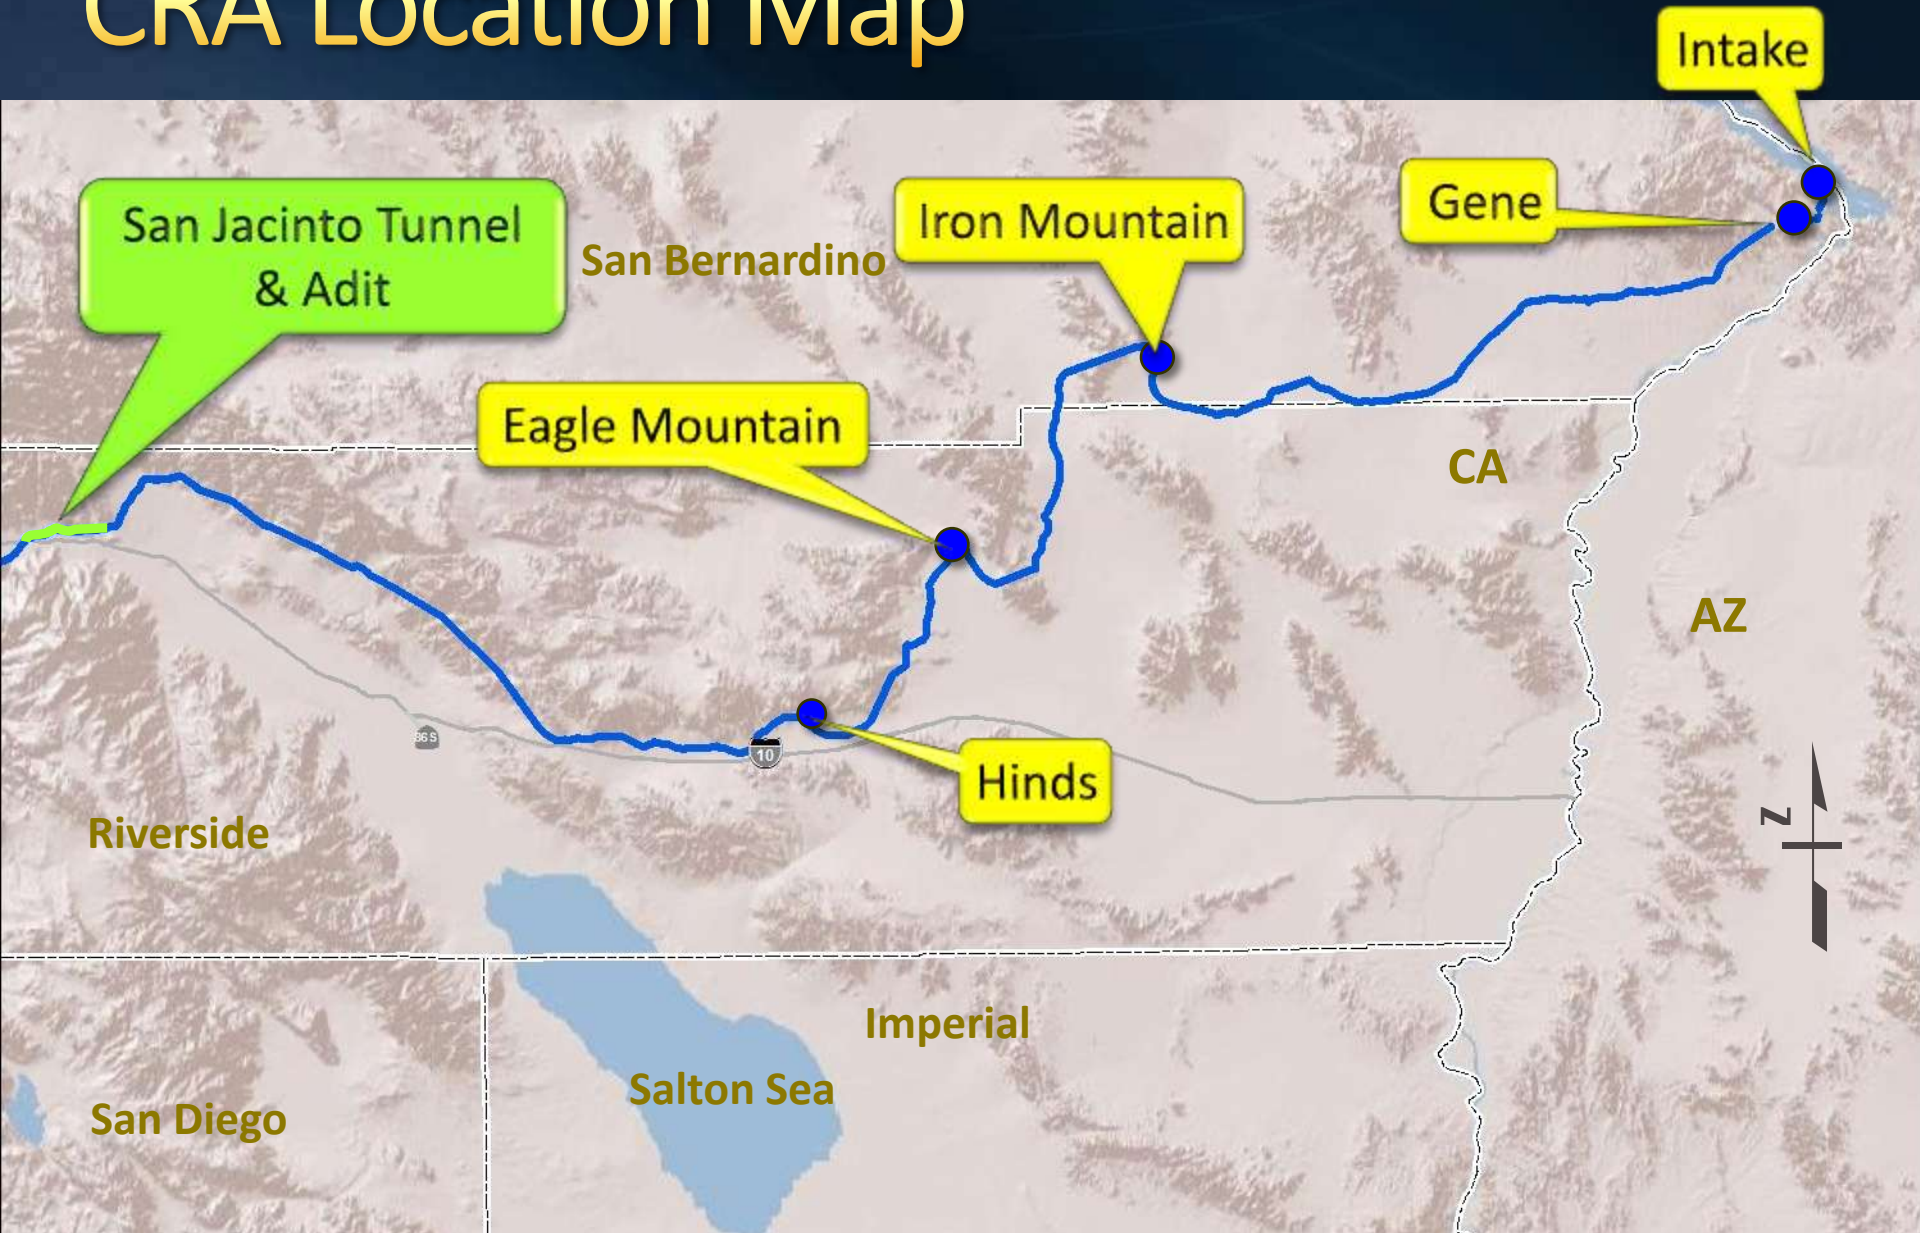 CRA Location Map
Intake
San Jacinto Tunnel
& Adit
San Bernardino
Iron Mountain
Gene
Eagle Mountain
CA
AZ
86 S
10
Hinds
Riverside
N
Imperial
Salton Sea
San Diego